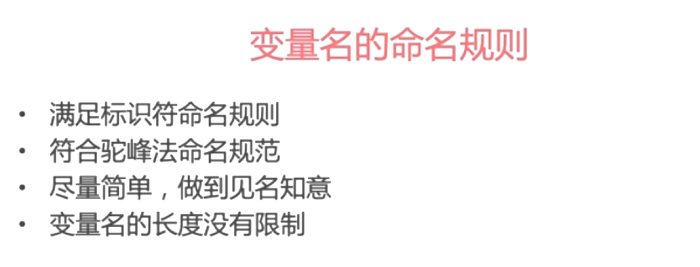 变量名的命名规则
• 满足标识符命名规则
• 符合驼峰法命名规范
• 尽量简单，做到见名知意
• 变量名的长度没有限制